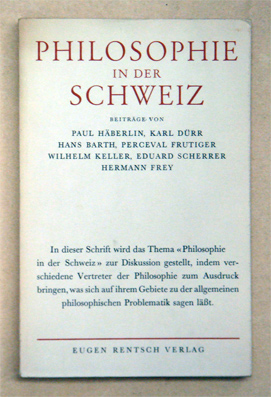 PHILOSOPHIE
IN DER
SCHWEIZ
BEITRÄGE VON
PAUL HÄBERLIN, KARL DÜRR
HANS BARTH, PERCEVAL FRUTIGER
WILHELM KELLER, EDUARD SCHERRER
HERMANN FREY
In dieser Schrift wird das Thema «Philosophie
in der Schweiz» zur Diskussion gestellt, indem ver-
schiedene Vertreter der Philosophie zum Ausdruck
bringen, was sich auf ihrem Gebiete zu der allgemeinen
philosophischen Problematik sagen läßt.
EUGEN RENTSCH VERLAG